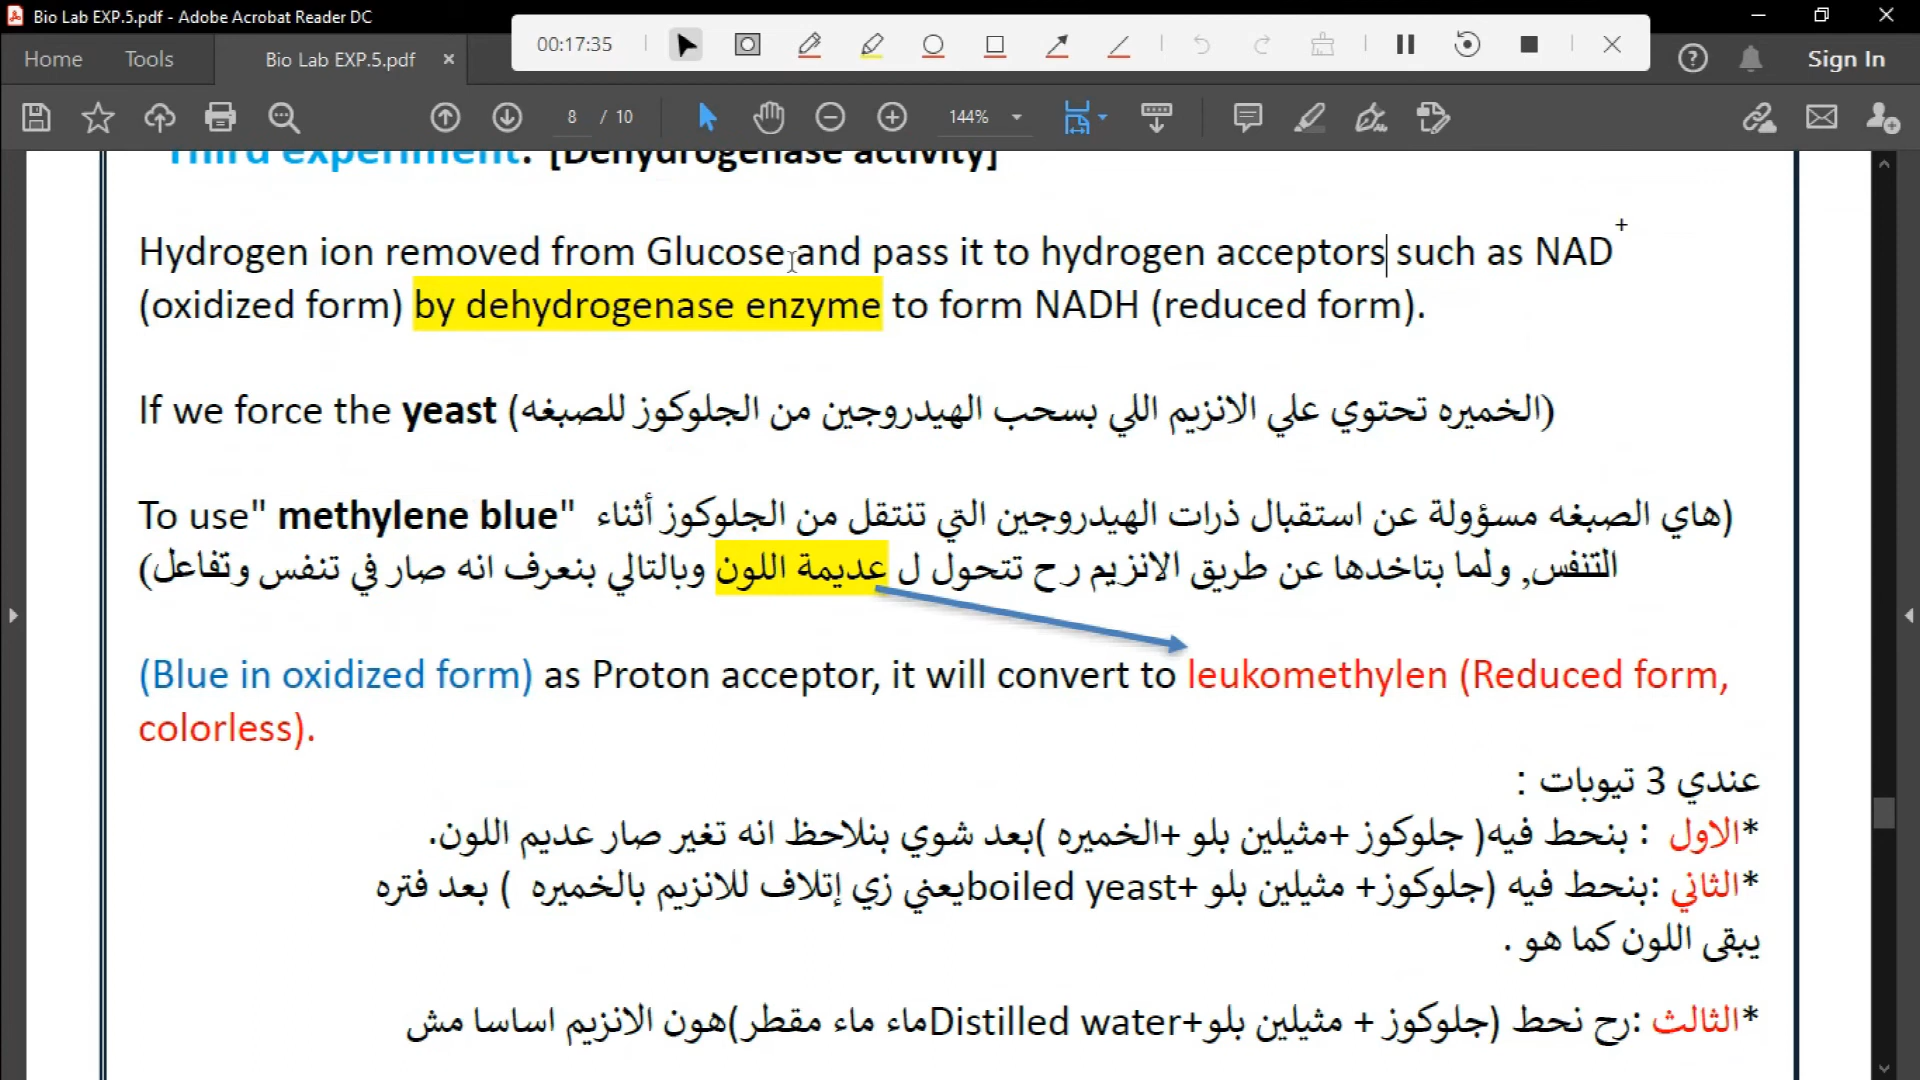 Bio Lab EXP.5.pdf - Adobe Acrobat Reader DC
00:17:35
Home Tools Bio Lab EXP.5.pdf × Sign In
8 / 10 144%
Third experiment. [Dehydrogenase activity]
Hydrogen ion removed from Glucose and pass it to hydrogen acceptors such as NAD+
(oxidized form) by dehydrogenase enzyme to form NADH (reduced form).
If we force the yeast (الخميره تحتوي علي الانزيم اللي بسحب الهيدروجين من الجلوكوز للصبغه)
To use" methylene blue" (هاي الصبغه مسؤولة عن استقبال ذرات الهيدروجين التي تنتقل من الجلوكوز أثناء
التنفس, ولما بتاخدها عن طريق الانزيم رح تتحول ل عديمة اللون وبالتالي بنعرف انه صار في تنفس وتفاعل)
(Blue in oxidized form) as Proton acceptor, it will convert to leukomethylen (Reduced form,
colorless).
عندي 3 تيوبات :
*الاول : بنحط فيه( جلوكوز +مثيلين بلو +الخميره )بعد شوي بنلاحظ انه تغير صار عديم اللون.
*الثاني :بنحط فيه (جلوكوز+ مثيلين بلو +boiled yeastيعني زي إتلاف للانزيم بالخميره ) بعد فتره
يبقى اللون كما هو .
*الثالث :رح نحط (جلوكوز + مثيلين بلو+Distilled waterماء ماء مقطر)هون الانزيم اساسا مش